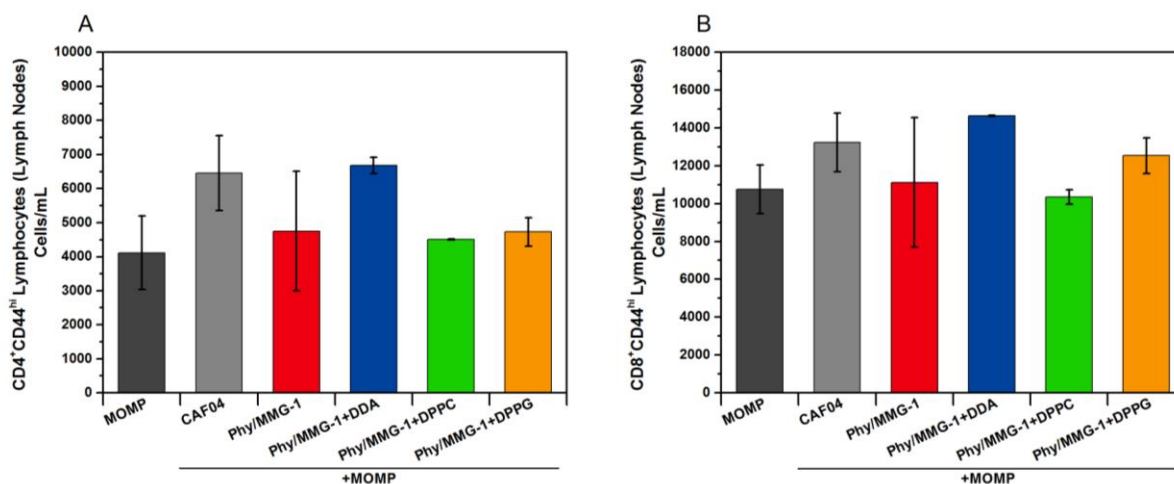 A
CD4⁺CD44ʰⁱ Lymphocytes (Lymph Nodes)
Cells/mL
10000
9000
8000
7000
6000
5000
4000
3000
2000
1000
0
MOMP
CAF04
Phy/MMG-1
Phy/MMG-1+DDA
Phy/MMG-1+DPPC
Phy/MMG-1+DPPG
+MOMP
B
CD8⁺CD44ʰⁱ Lymphocytes (Lymph Nodes)
Cells/mL
18000
16000
14000
12000
10000
8000
6000
4000
2000
0
MOMP
CAF04
Phy/MMG-1
Phy/MMG-1+DDA
Phy/MMG-1+DPPC
Phy/MMG-1+DPPG
+MOMP